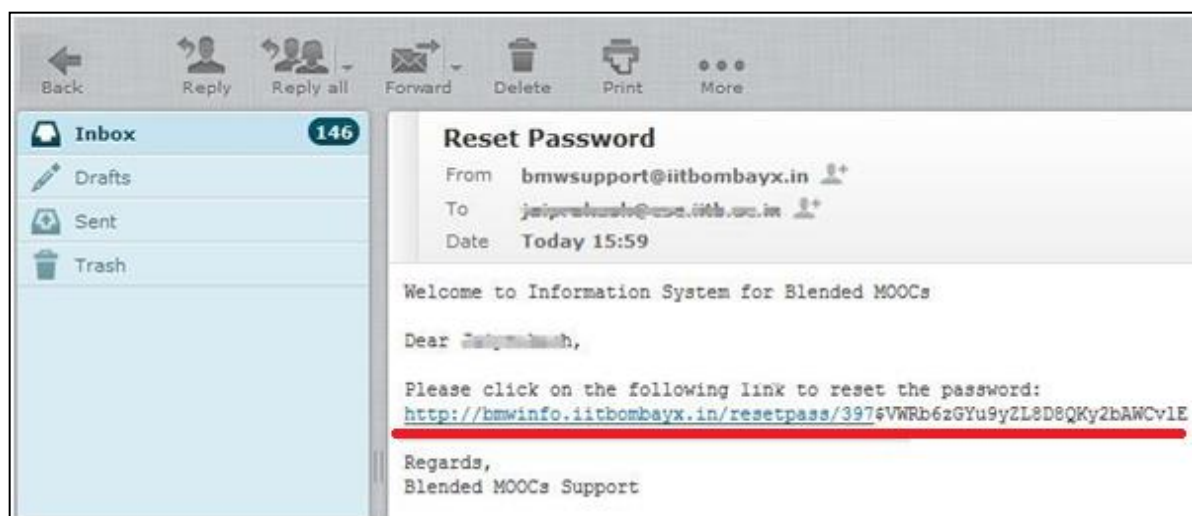 Back
Reply
Reply all
Forward
Delete
Print
More
Inbox 146
Drafts
Sent
Trash
Reset Password
From bmwsupport@iitbombayx.in
To
Date Today 15:59
Welcome to Information System for Blended MOOCs
Dear
Please click on the following link to reset the password:
http://bmwinfo.iitbombayx.in/resetpass/397$VWRb6zGYu9yZL8D8QKy2bAWCvlE
Regards,
Blended MOOCs Support